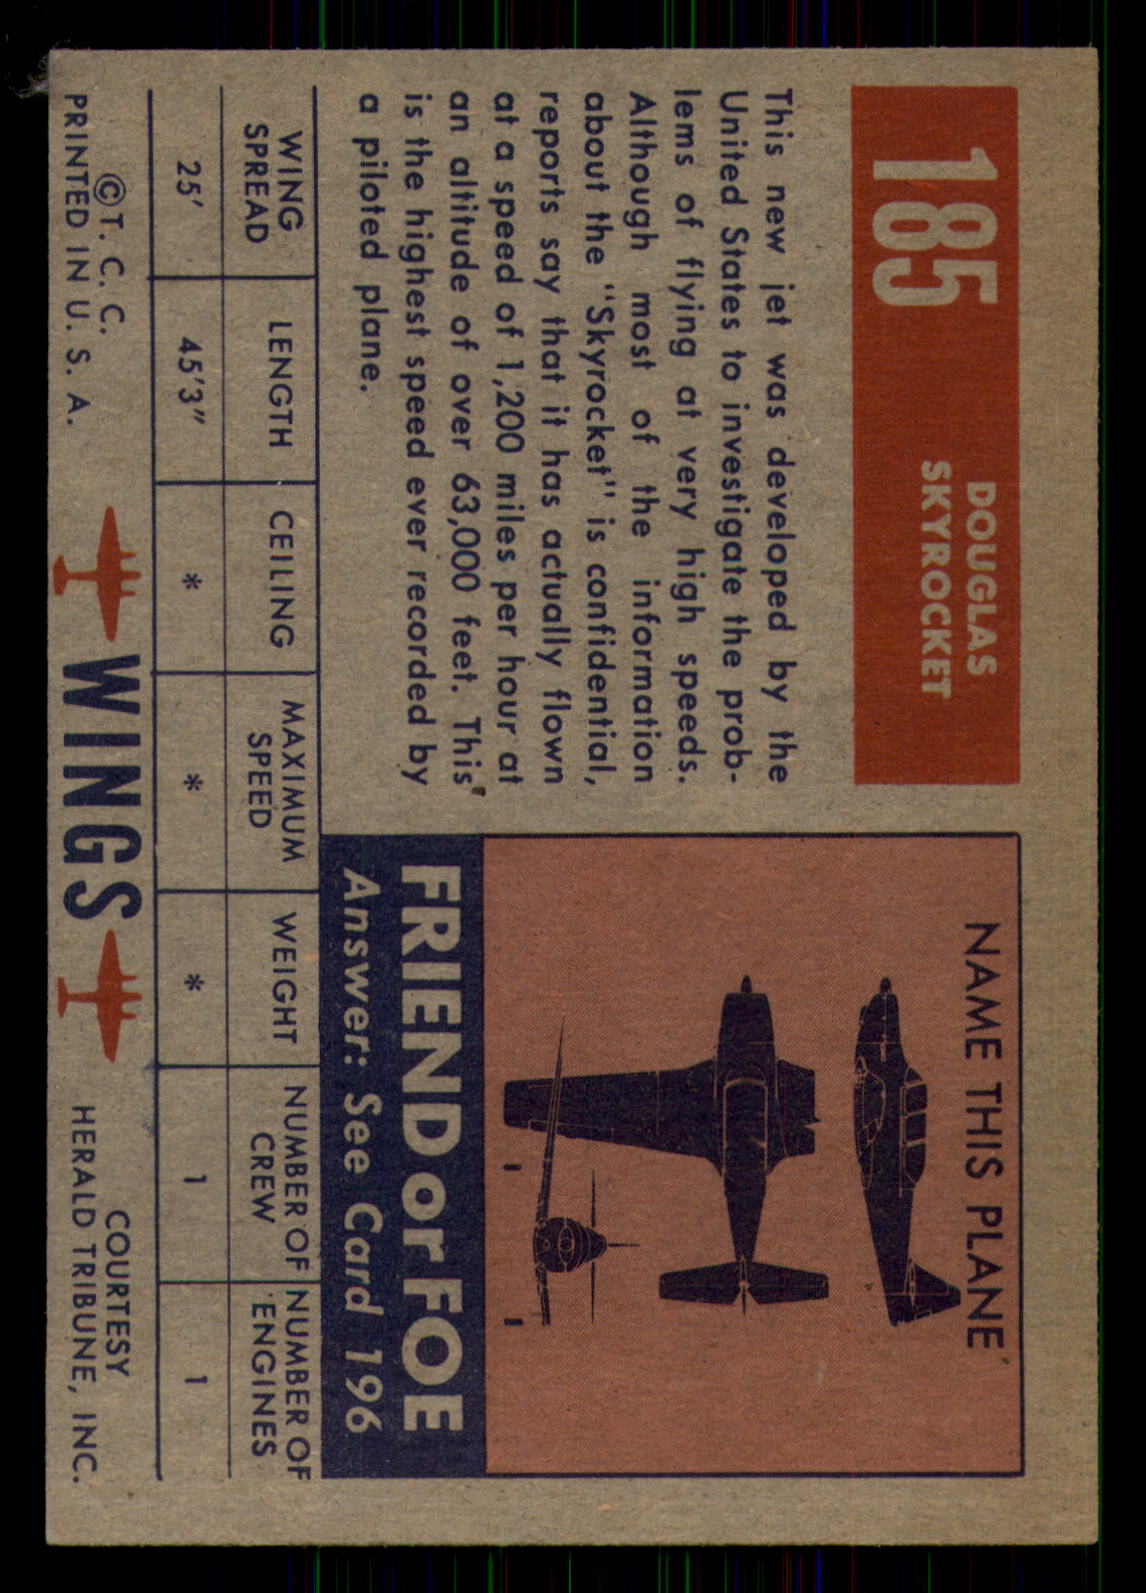 185
DOUGLAS
SKYROCKET
This new jet was developed by the
United States to investigate the prob-
lems of flying at very high speeds.
Although most of the information
about the "Skyrocket" is confidential,
reports say that it has actually flown
at a speed of 1,200 miles per hour at
an altitude of over 63,000 feet. This
is the highest speed ever recorded by
a piloted plane.
NAME THIS PLANE
FRIEND or FOE
Answer: See Card 196
WING SPREAD LENGTH CEILING MAXIMUM SPEED WEIGHT NUMBER OF CREW NUMBER OF ENGINES
25' 45'3" * * * 1 1
©T. C. C.
PRINTED IN U. S. A.
WINGS
COURTESY
HERALD TRIBUNE, INC.